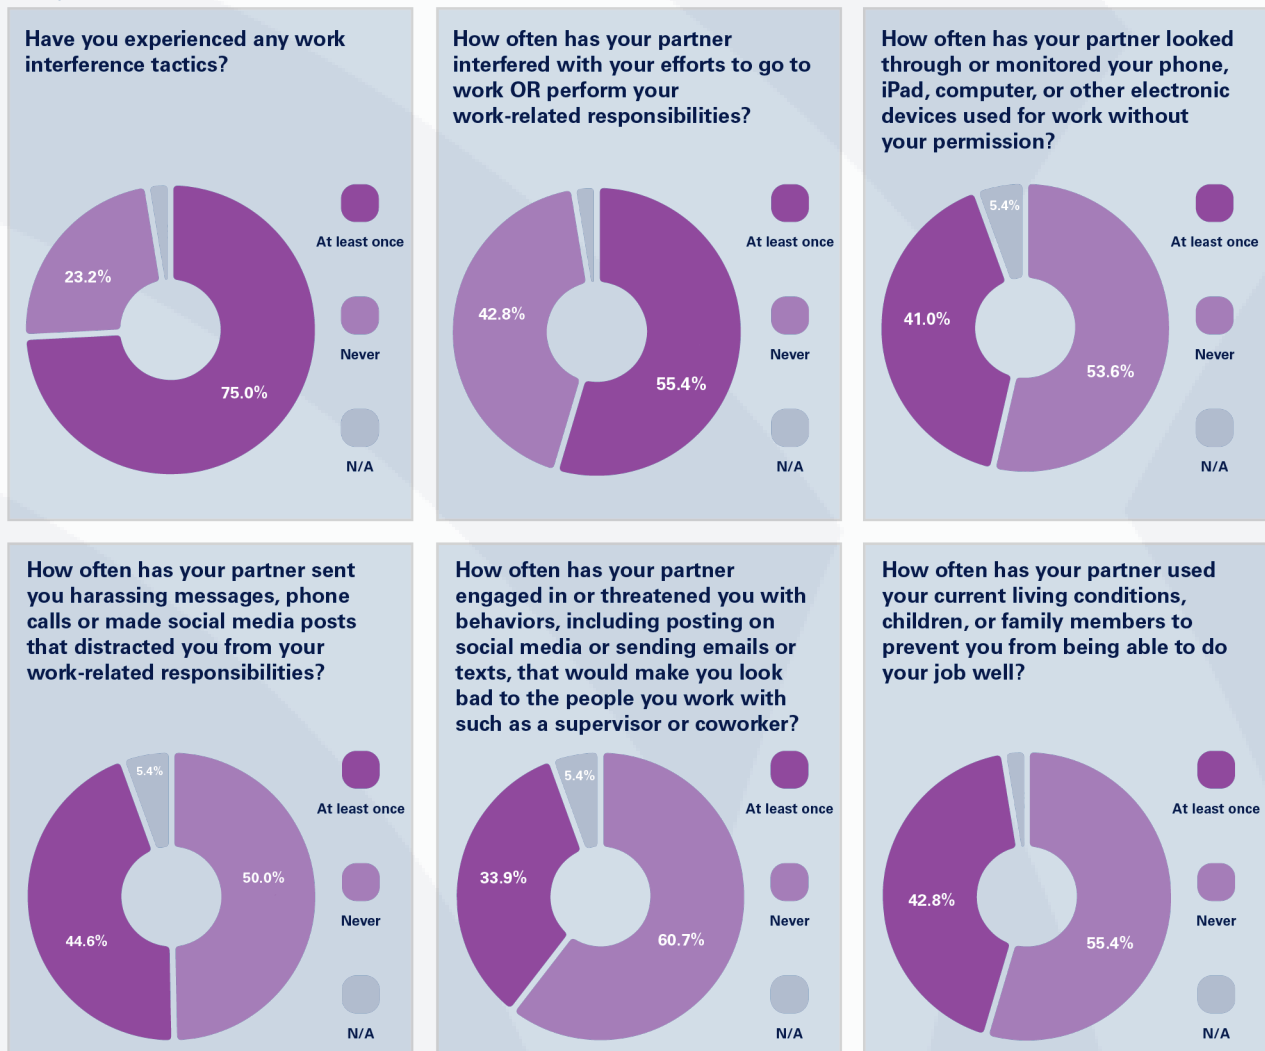 Have you experienced any work
interference tactics?
At least once
23.2%
Never
75.0%
N/A
How often has your partner
interfered with your efforts to go to
work OR perform your
work-related responsibilities?
At least once
42.8%
Never
55.4%
N/A
How often has your partner looked
through or monitored your phone,
iPad, computer, or other electronic
devices used for work without
your permission?
5.4%
At least once
41.0%
Never
53.6%
N/A
How often has your partner sent
you harassing messages, phone
calls or made social media posts
that distracted you from your
work-related responsibilities?
5.4%
At least once
50.0%
Never
44.6%
N/A
How often has your partner
engaged in or threatened you with
behaviors, including posting on
social media or sending emails or
texts, that would make you look
bad to the people you work with
such as a supervisor or coworker?
5.4%
At least once
33.9%
Never
60.7%
N/A
How often has your partner used
your current living conditions,
children, or family members to
prevent you from being able to do
your job well?
At least once
42.8%
Never
55.4%
N/A